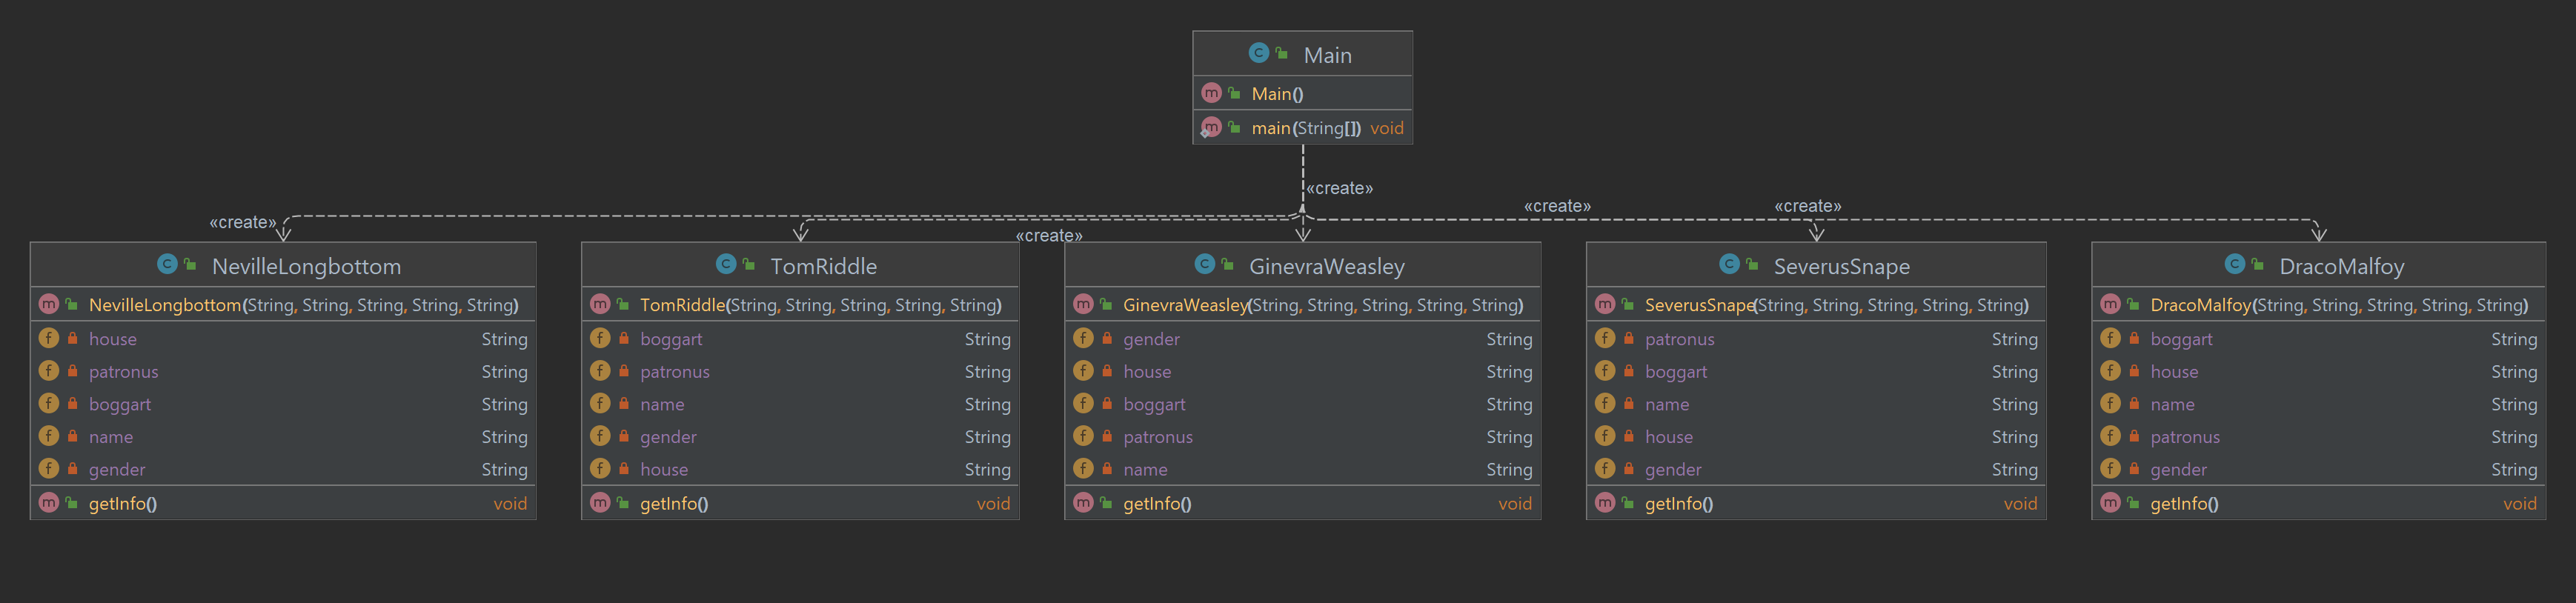 Main
Main()
main(String[]) void
«create»
«create»
«create»
«create»
«create»
NevilleLongbottom
NevilleLongbottom(String, String, String, String, String)
house String
patronus String
boggart String
name String
gender String
getInfo() void
TomRiddle
TomRiddle(String, String, String, String, String)
boggart String
patronus String
name String
gender String
house String
getInfo() void
GinevraWeasley
GinevraWeasley(String, String, String, String, String)
gender String
house String
boggart String
patronus String
name String
getInfo() void
SeverusSnape
SeverusSnape(String, String, String, String, String)
patronus String
boggart String
name String
house String
gender String
getInfo() void
DracoMalfoy
DracoMalfoy(String, String, String, String, String)
boggart String
house String
name String
patronus String
gender String
getInfo() void